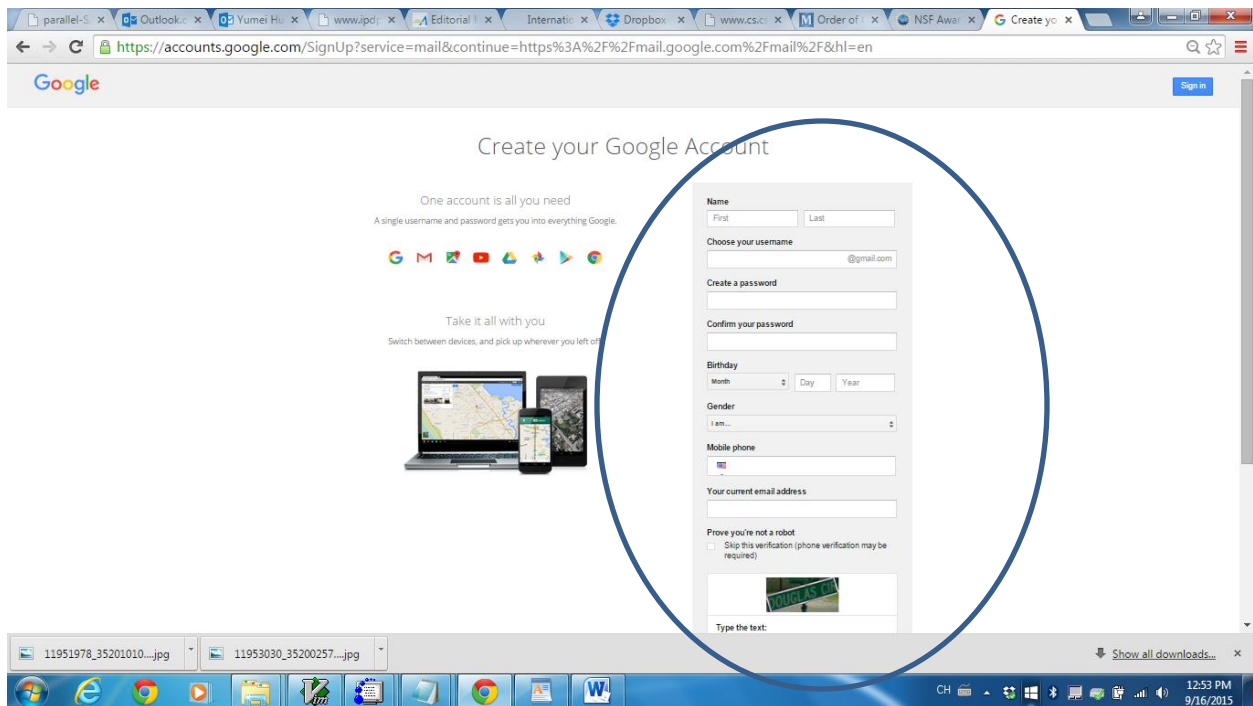 parallel-S
Outlook.c
Yumei Hu
www.ipdp
Editorial
Internatic
Dropbox
www.cs.c
Order of
NSF Awar
Create yo
https://accounts.google.com/SignUp?service=mail&continue=https%3A%2F%2Fmail.google.com%2Fmail%2F&hl=en
Google
Sign in
Create your Google Account
One account is all you need
A single username and password gets you into everything Google.
Take it all with you
Switch between devices, and pick up wherever you left off
Name
First Last
Choose your username
@gmail.com
Create a password
Confirm your password
Birthday
Month Day Year
Gender
I am...
Mobile phone
Your current email address
Prove you're not a robot
Skip this verification (phone verification may be
required)
DOUGLAS CIR
Type the text:
11951978_35201010....jpg
11953030_35200257....jpg
Show all downloads...
CH
12:53 PM
9/16/2015